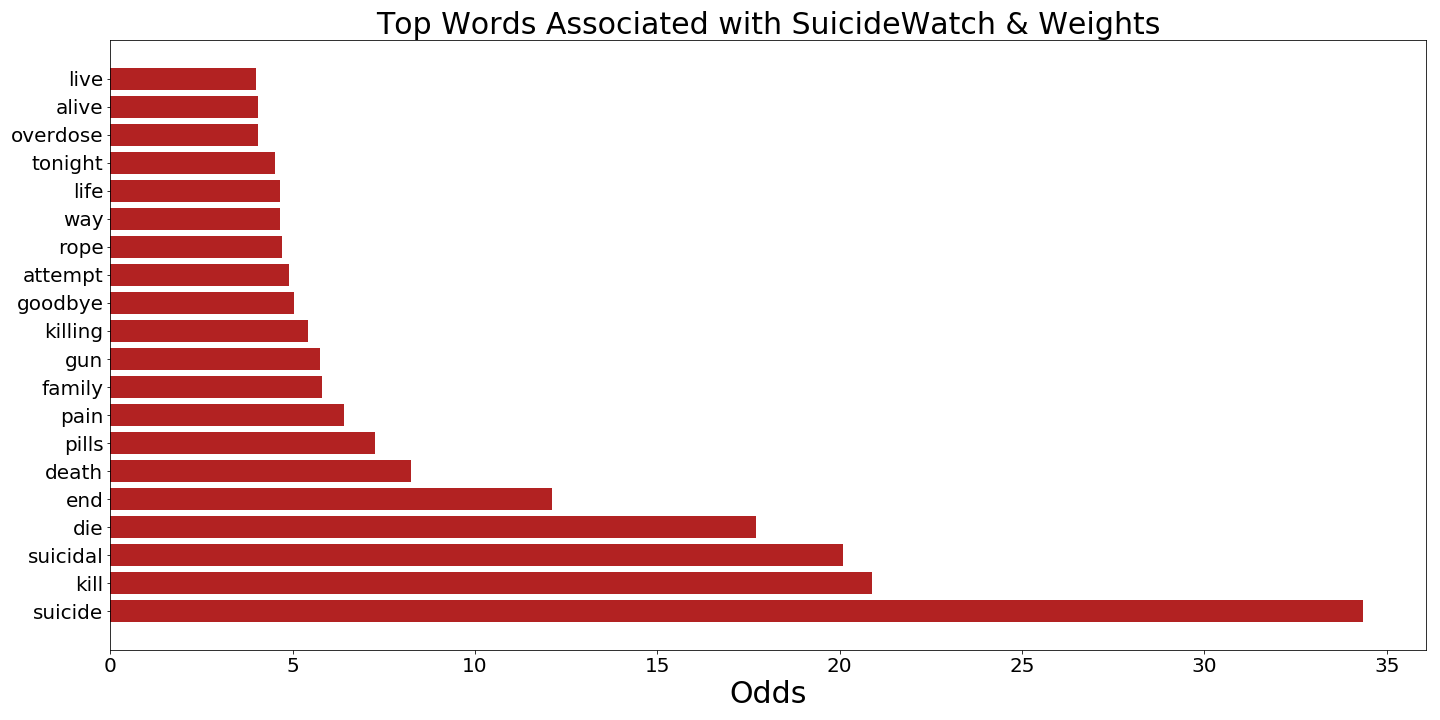 Top Words Associated with SuicideWatch & Weights
live
alive
overdose
tonight
life
way
rope
attempt
goodbye
killing
gun
family
pain
pills
death
end
die
suicidal
kill
suicide
0 5 10 15 20 25 30 35
Odds